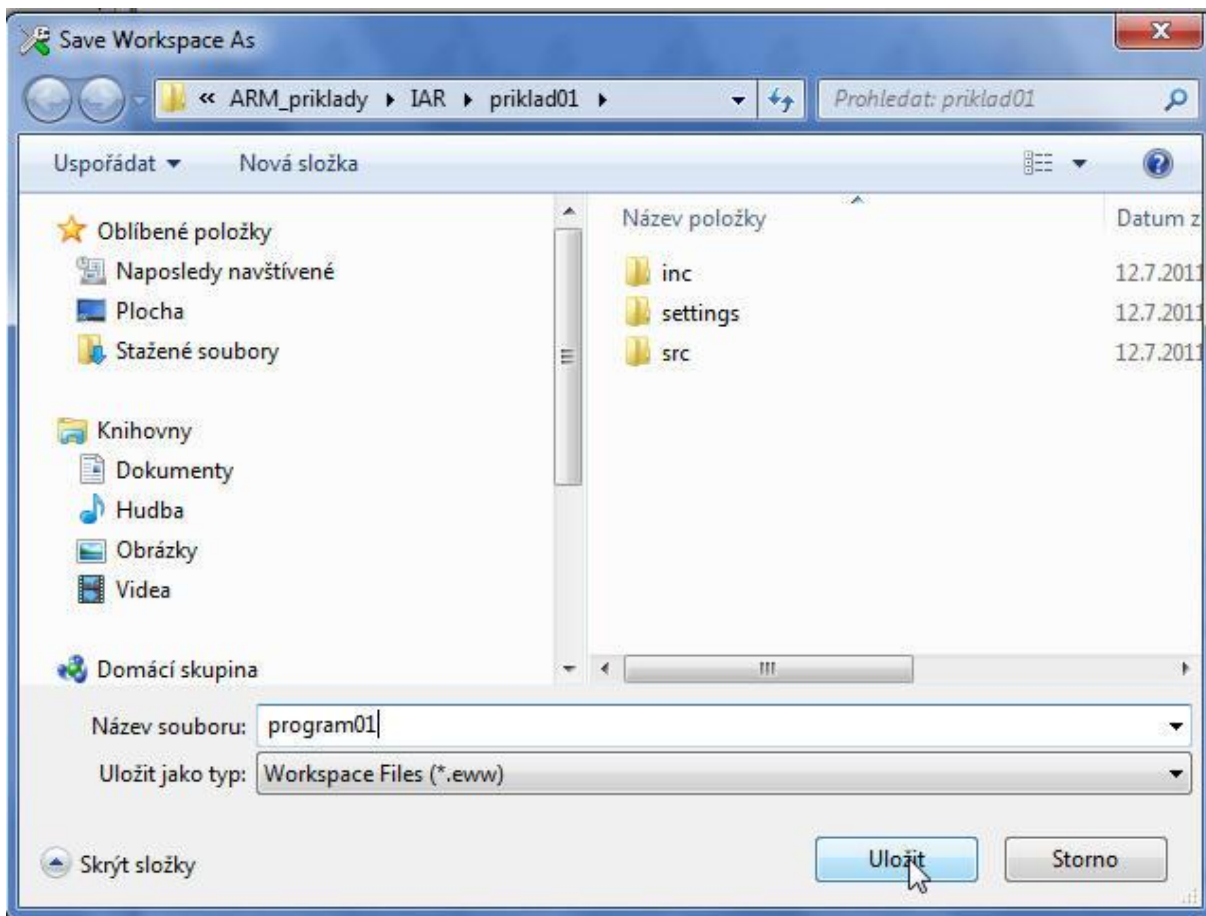 Save Workspace As
« ARM_priklady IAR priklad01
Prohledat: priklad01
Uspořádat
Nová složka
Oblíbené položky
Naposledy navštívené
Plocha
Stažené soubory
Knihovny
Dokumenty
Hudba
Obrázky
Videa
Domácí skupina
Název položky Datum z
inc 12.7.2011
settings 12.7.2011
src 12.7.2011
Název souboru: program01
Uložit jako typ: Workspace Files (*.eww)
Skrýt složky
Uložit
Storno